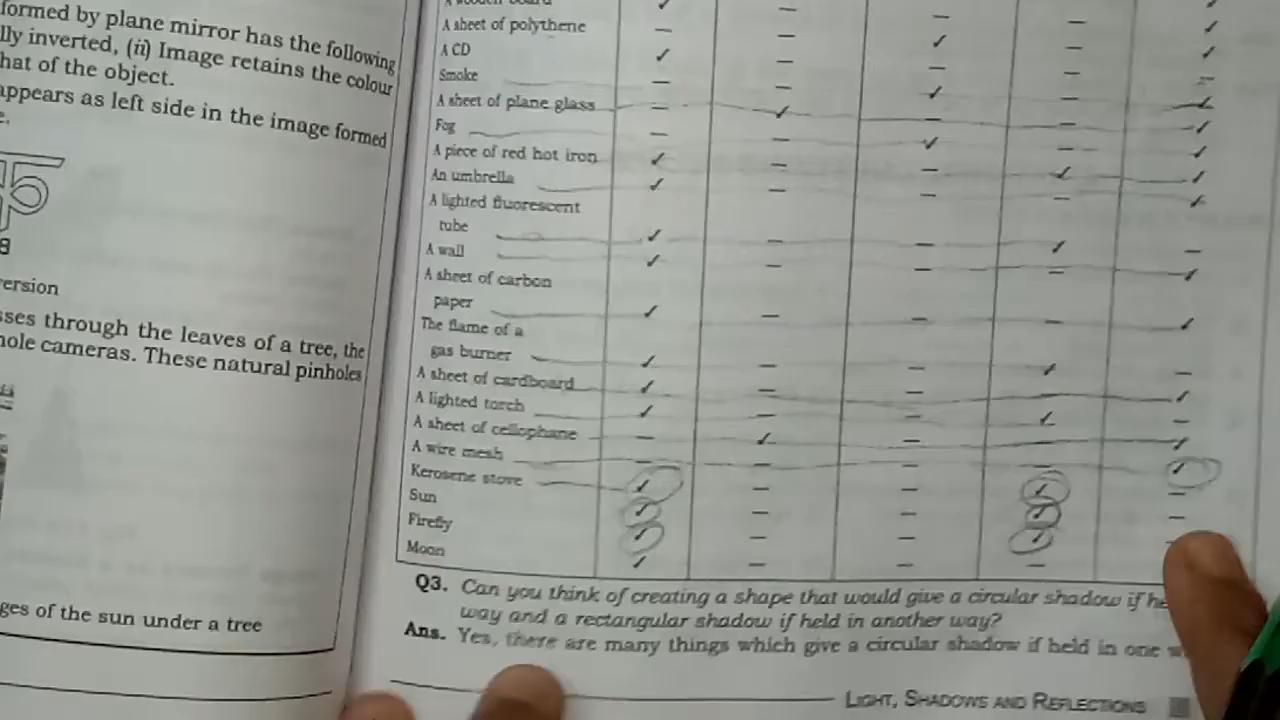 formed by plane mirror has the following
lly inverted, (ii) Image retains the colour
hat of the object.
appears as left side in the image formed
e.
ersion
sses through the leaves of a tree, the
hole cameras. These natural pinholes
ges of the sun under a tree
A wooden board ✓ — — — ✓
A sheet of polythene — — ✓ — ✓
A CD ✓ — — — —
Smoke — — ✓ — ✓
A sheet of plane glass — ✓ — — ✓
Fog — — ✓ — ✓
A piece of red hot iron ✓ — — ✓ ✓
An umbrella ✓ — — — ✓
A lighted fluorescent
tube ✓ — — ✓ —
A wall ✓ — — — ✓
A sheet of carbon
paper ✓ — — — ✓
The flame of a
gas burner ✓ — — ✓ —
A sheet of cardboard ✓ — — — ✓
A lighted torch ✓ — — ✓ —
A sheet of cellophane — ✓ — — ✓
A wire mesh — — — — ✓
Kerosene stove ✓ — — ✓ —
Sun ✓ — — ✓ —
Firefly ✓ — — ✓ —
Moon ✓ — — —
Q3. Can you think of creating a shape that would give a circular shadow if he
way and a rectangular shadow if held in another way?
Ans. Yes, there are many things which give a circular shadow if held in one w
LIGHT, SHADOWS AND REFLECTIONS